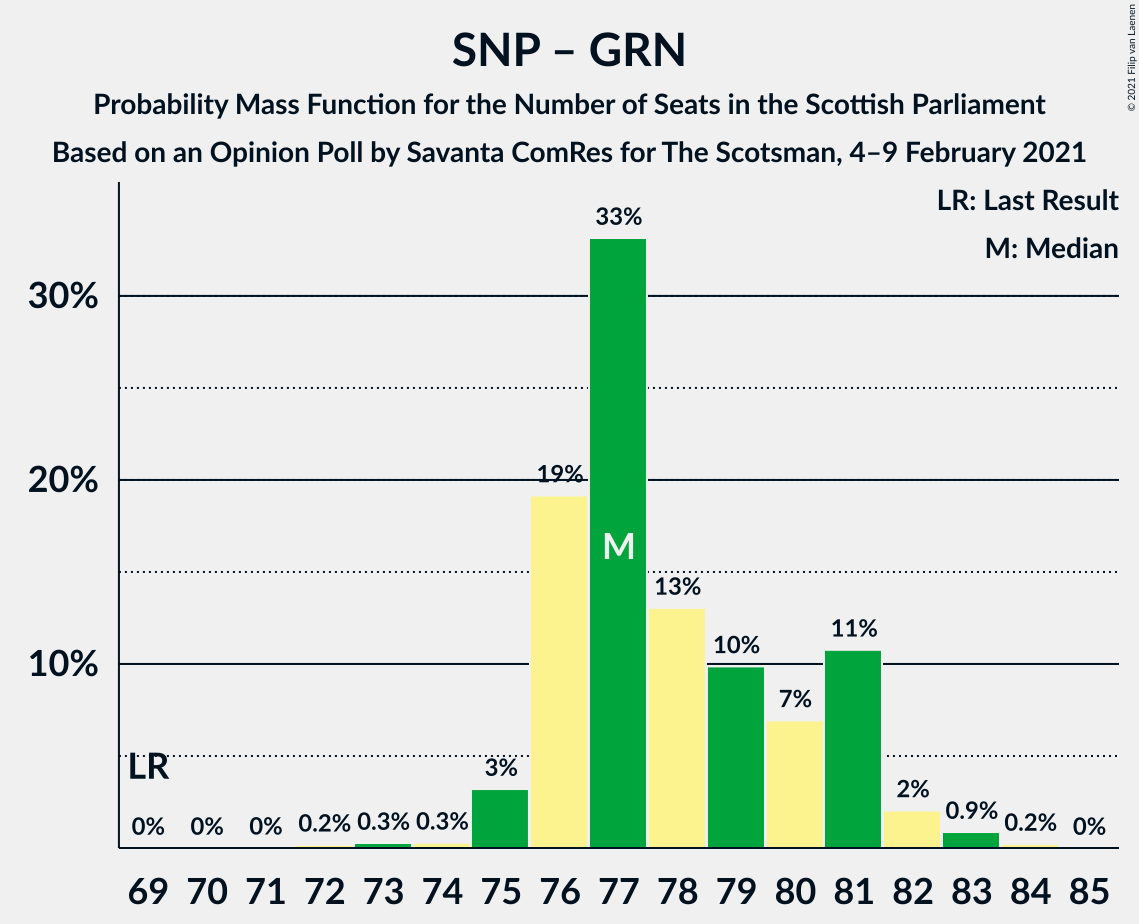 SNP – GRN
Probability Mass Function for the Number of Seats in the Scottish Parliament
Based on an Opinion Poll by Savanta ComRes for The Scotsman, 4–9 February 2021
© 2021 Filip van Laenen
LR: Last Result
M: Median
33%
30%
20%
19%
M
13%
11%
10%
10%
7%
LR
3%
2%
0% 0% 0% 0.2% 0.3% 0.3% 0.9% 0.2% 0%
69 70 71 72 73 74 75 76 77 78 79 80 81 82 83 84 85